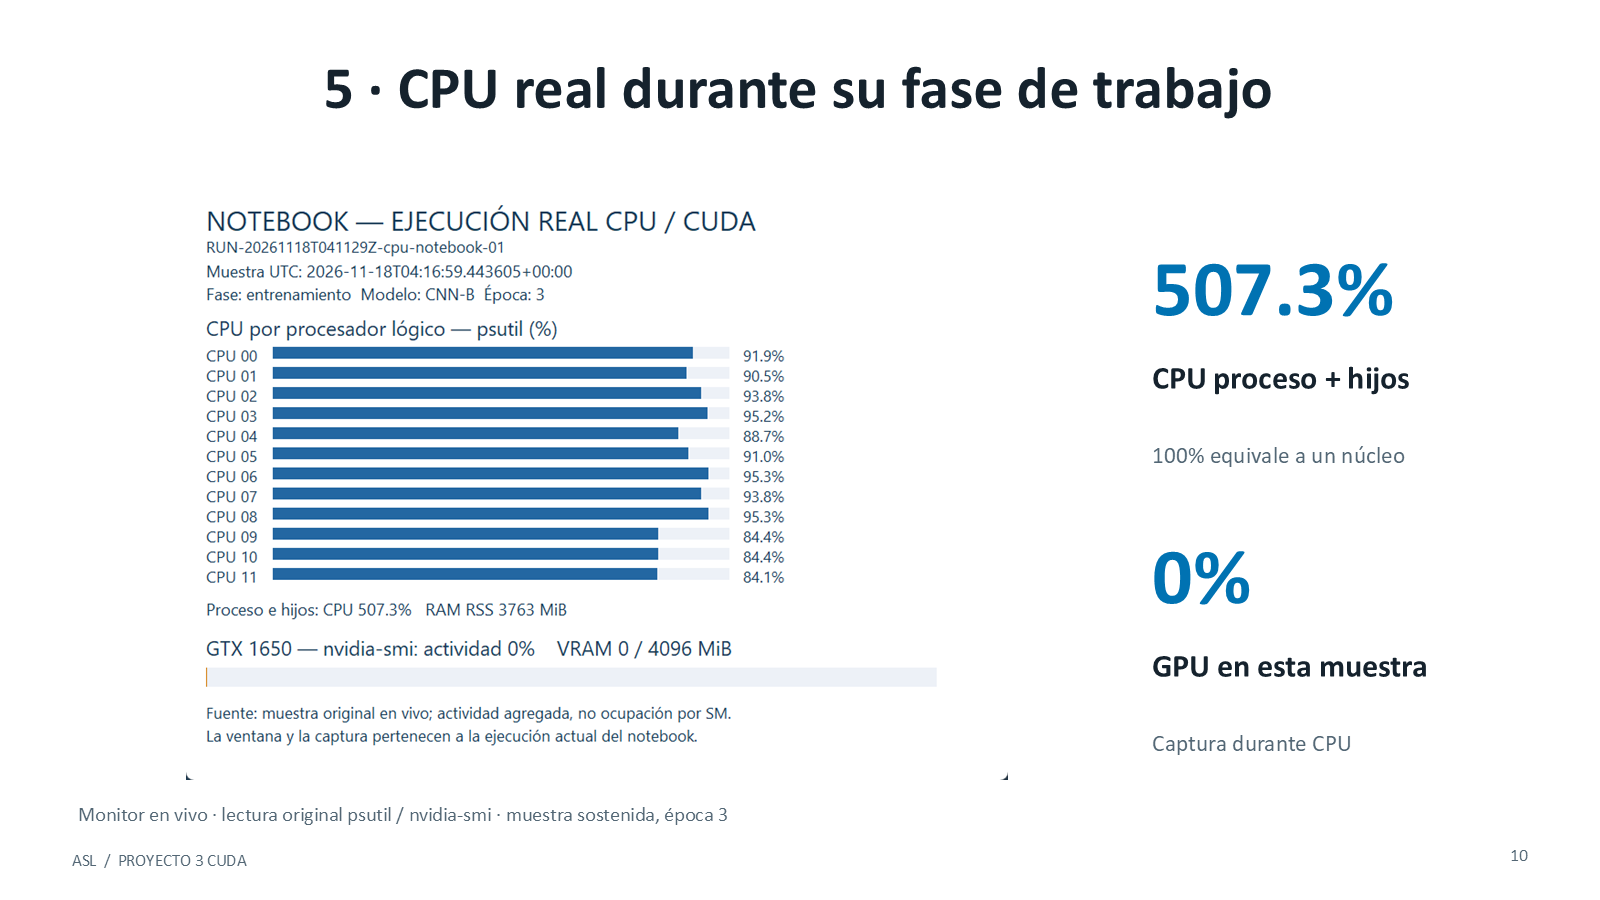 5 · CPU real durante su fase de trabajo
NOTEBOOK — EJECUCIÓN REAL CPU / CUDA
RUN-20261118T041129Z-cpu-notebook-01
Muestra UTC: 2026-11-18T04:16:59.443605+00:00
Fase: entrenamiento  Modelo: CNN-B  Época: 3
CPU por procesador lógico — psutil (%)
CPU 00 91.9%
CPU 01 90.5%
CPU 02 93.8%
CPU 03 95.2%
CPU 04 88.7%
CPU 05 91.0%
CPU 06 95.3%
CPU 07 93.8%
CPU 08 95.3%
CPU 09 84.4%
CPU 10 84.4%
CPU 11 84.1%
Proceso e hijos: CPU 507.3%   RAM RSS 3763 MiB
GTX 1650 — nvidia-smi: actividad 0%    VRAM 0 / 4096 MiB
Fuente: muestra original en vivo; actividad agregada, no ocupación por SM.
La ventana y la captura pertenecen a la ejecución actual del notebook.
507.3%
CPU proceso + hijos
100% equivale a un núcleo
0%
GPU en esta muestra
Captura durante CPU
Monitor en vivo · lectura original psutil / nvidia-smi · muestra sostenida, época 3
ASL / PROYECTO 3 CUDA
10